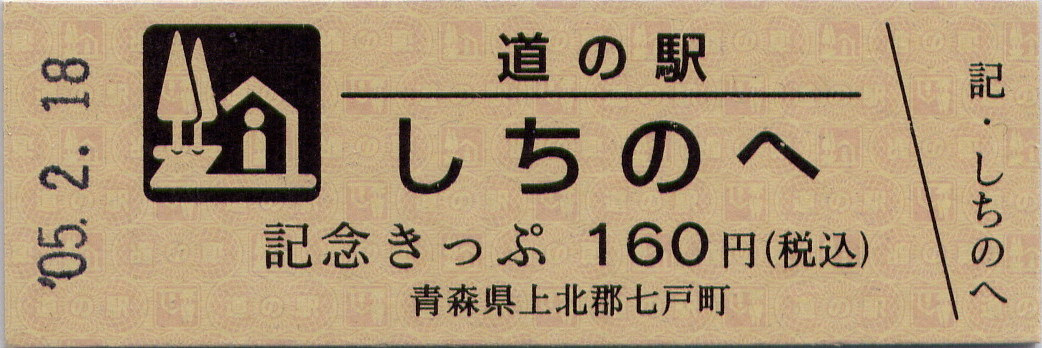 '05. 2. 18
道の駅
しちのへ
記念きっぷ 160円(税込)
青森県上北郡七戸町
記・しちのへ